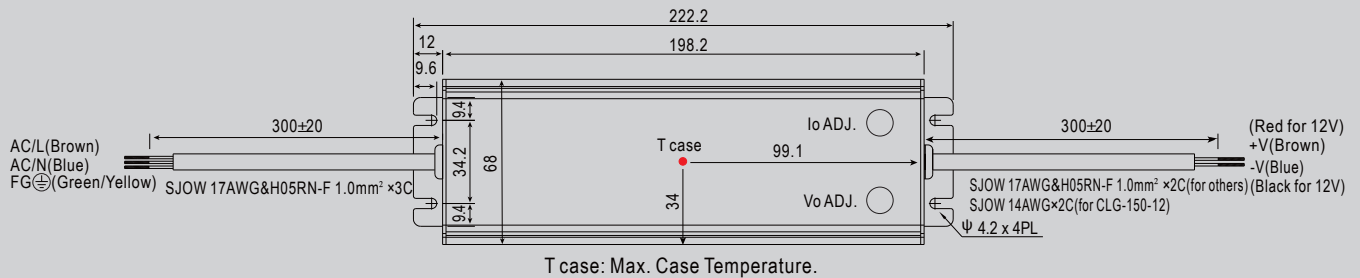 222.2
12
198.2
9.6
9.4
34.2
9.4
68
300±20
AC/L(Brown)
AC/N(Blue)
FG⏚(Green/Yellow)
SJOW 17AWG&H05RN-F 1.0mm² ×3C
Io ADJ.
T case
99.1
34
Vo ADJ.
300±20
(Red for 12V)
+V(Brown)
-V(Blue)
(Black for 12V)
SJOW 17AWG&H05RN-F 1.0mm² ×2C(for others)
SJOW 14AWG×2C(for CLG-150-12)
ψ 4.2 x 4PL
T case: Max. Case Temperature.